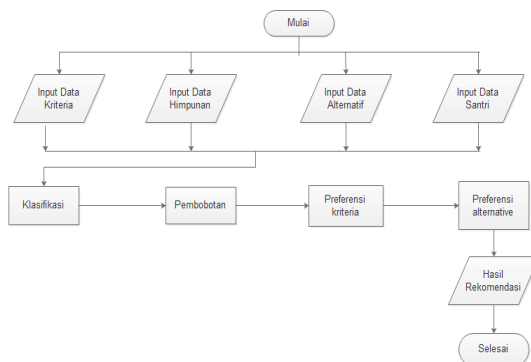 Mulai
Input Data
Kriteria
Input Data
Himpunan
Input Data
Alternatif
Input Data
Santri
Klasifikasi
Pembobotan
Preferensi
kriteria
Preferensi
alternative
Hasil
Rekomendasi
Selesai